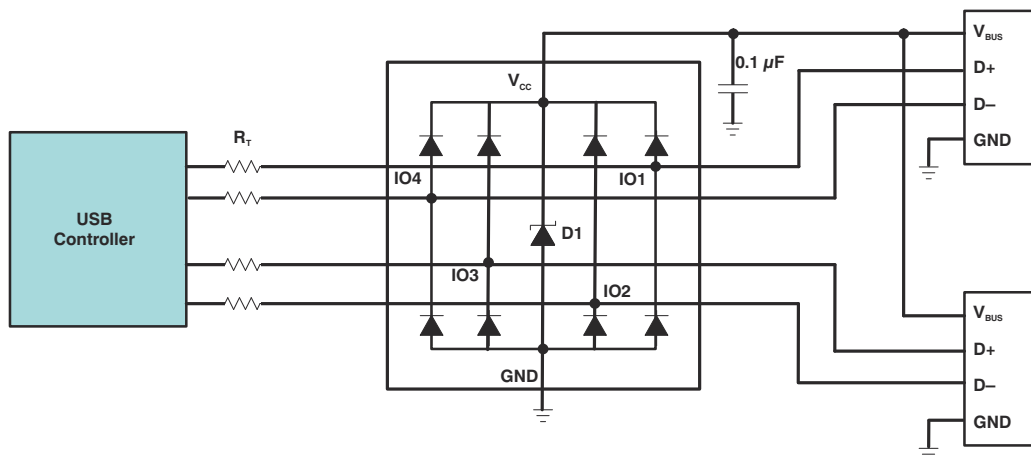 V_BUS
0.1 µF
D+
V_CC
D–
R_T
GND
IO4
IO1
USB
Controller
D1
IO3
IO2
V_BUS
D+
GND
D–
GND